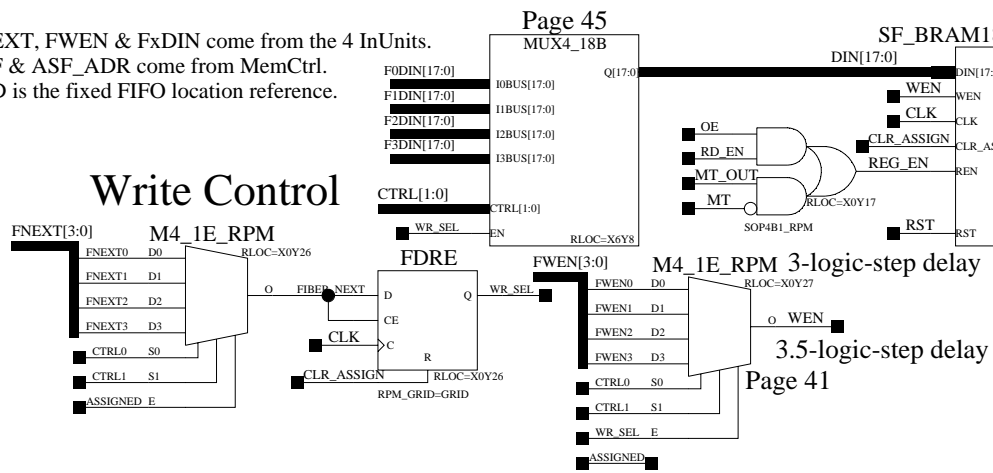 EXT, FWEN & FxDIN come from the 4 InUnits.
& ASF_ADR come from MemCtrl.
is the fixed FIFO location reference.
Page 45
MUX4_18B
F0DIN[17:0]
I0BUS[17:0]
F1DIN[17:0]
I1BUS[17:0]
F2DIN[17:0]
I2BUS[17:0]
F3DIN[17:0]
I3BUS[17:0]
Q[17:0]
CTRL[1:0]
CTRL[1:0]
WR_SEL
EN
RLOC=X6Y8
DIN[17:0]
SF_BRAM18
DIN[17:
WEN
WEN
CLK
CLK
CLR_ASSIGN
CLR_AS
OE
RD_EN
MT_OUT
MT
RLOC=X0Y17
SOP4B1_RPM
REG_EN
REN
RST
RST
Write Control
FNEXT[3:0]
M4_1E_RPM
RLOC=X0Y26
FNEXT0 D0
FNEXT1 D1
FNEXT2 D2
FNEXT3 D3
CTRL0 S0
CTRL1 S1
ASSIGNED E
O
FIBER_NEXT
FDRE
D
CE
C
Q
R
WR_SEL
CLK
CLR_ASSIGN
RLOC=X0Y26
RPM_GRID=GRID
FWEN[3:0]
M4_1E_RPM
3-logic-step delay
RLOC=X0Y27
FWEN0 D0
FWEN1 D1
FWEN2 D2
FWEN3 D3
CTRL0 S0
CTRL1 S1
WR_SEL E
ASSIGNED
O WEN
3.5-logic-step delay
Page 41